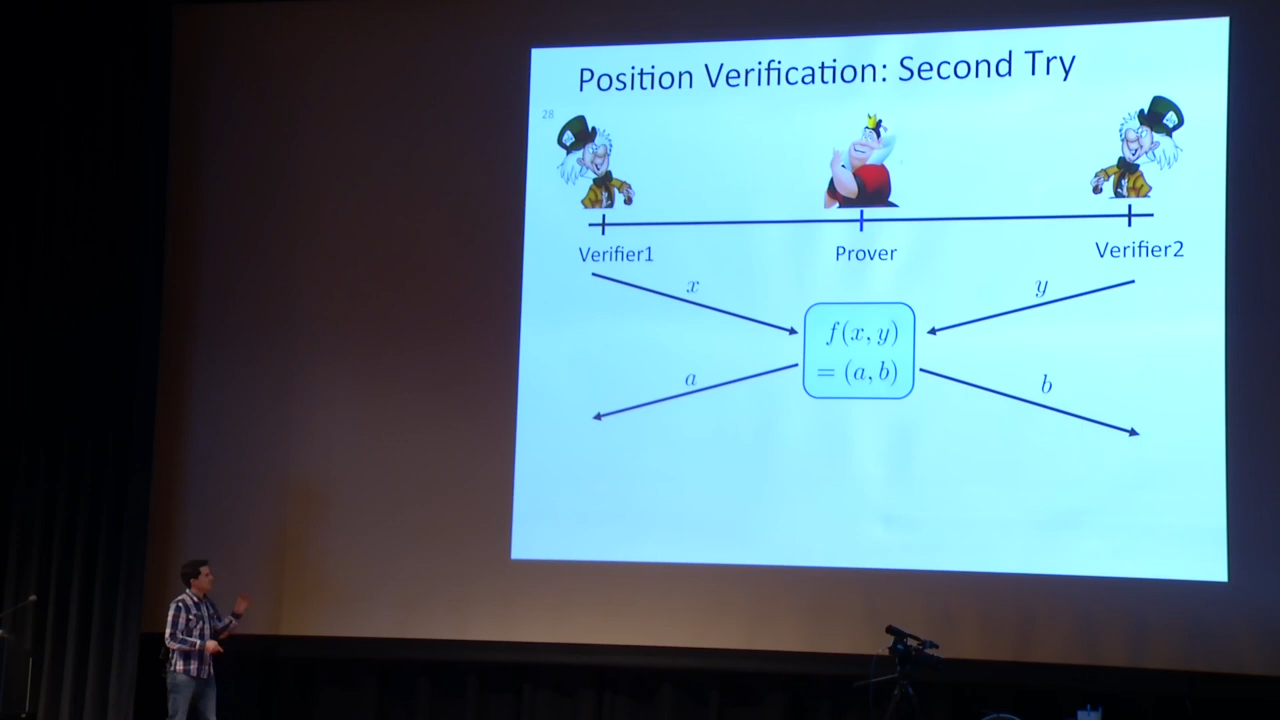 Position Verification: Second Try
28
Verifier1
Prover
Verifier2
x
y
f(x, y)
= (a, b)
a
b